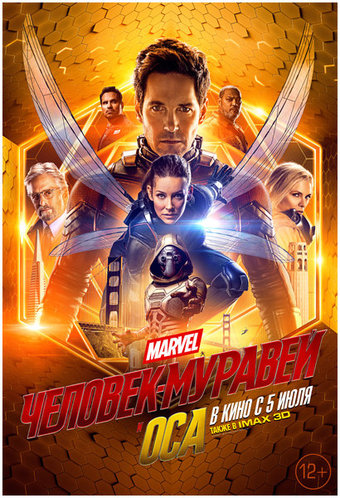 MARVEL
ЧЕЛОВЕК-МУРАВЕЙ
И ОСА
В КИНО С 5 ИЮЛЯ
ТАКЖЕ В IMAX 3D
12+